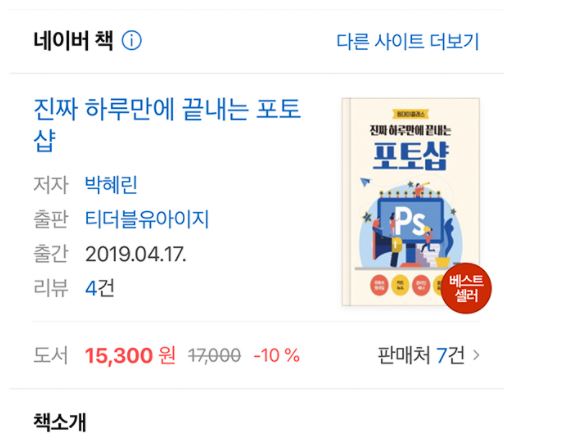 네이버 책 ⓘ
다른 사이트 더보기
진짜 하루만에 끝내는 포토
샵
저자 박혜린
출판 티더블유아이지
출간 2019.04.17.
리뷰 4건
원데이클래스
진짜 하루만에 끝내는
포토샵
Ps
베스트
셀러
도서 15,300 원 17,000 -10 %
판매처 7건 >
책소개